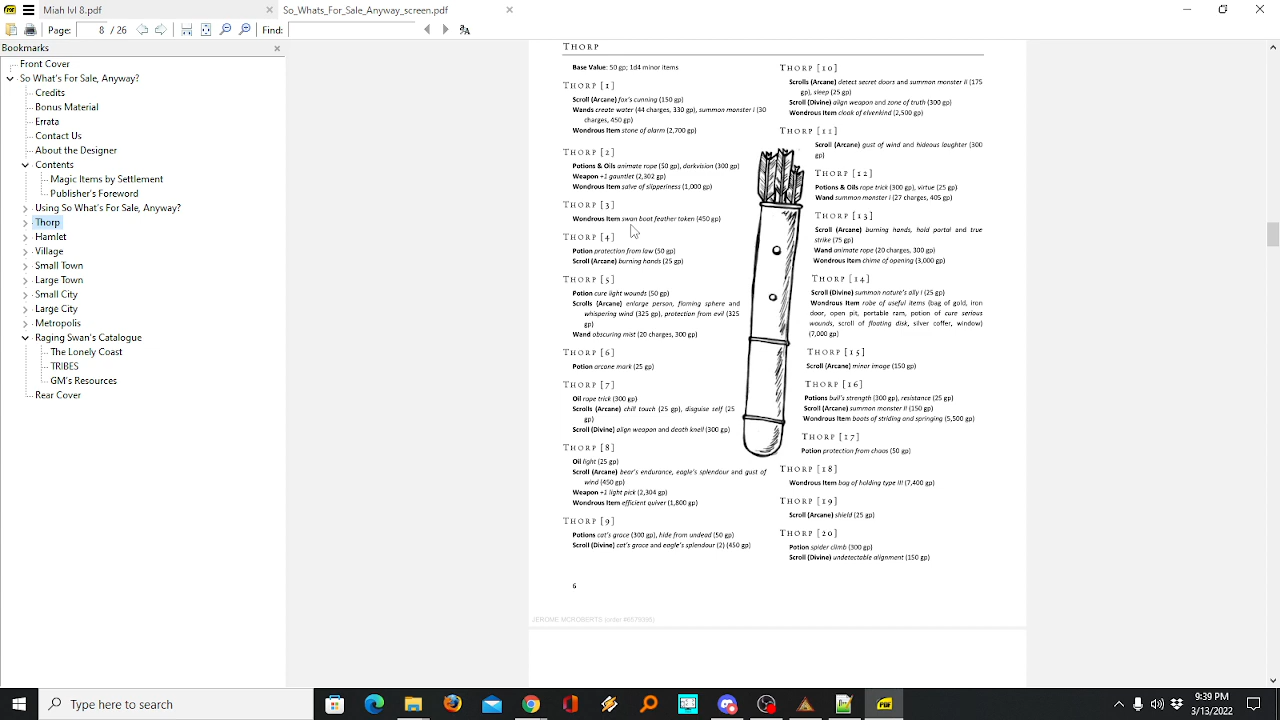 Miah Vol 8.pdf
So_Whats_For_Sale_Anyway_screen.pdf
Page: 8 / 26
Find:
Bookmarks
Front Cover
So What's For Sale, Anyway?
Credits
Bonus Material
Errata
Contact Us
About the Designer
Contents
Magic Items by Settlement
Designer's Forward
Using So What's For Sale, Anyway?
Thorp
Hamlet
Village
Small Town
Large Town
Large City
Metropolis
Raging Swan's Catalogue
The Lonely Coast
TRIBES
GM's Resources
Rear Cover
THORP
Base Value: 50 gp; 1d4 minor items
THORP [1]
Scroll (Arcane) fox's cunning (150 gp)
Wands create water (44 charges, 330 gp), summon monster I (30
charges, 450 gp)
Wondrous Item stone of alarm (2,700 gp)
THORP [2]
Potions & Oils animate rope (50 gp), darkvision (300 gp)
Weapon +1 gauntlet (2,302 gp)
Wondrous Item salve of slipperiness (1,000 gp)
THORP [3]
Wondrous Item swan boat feather token (450 gp)
THORP [4]
Potion protection from law (50 gp)
Scroll (Arcane) burning hands (25 gp)
THORP [5]
Potion cure light wounds (50 gp)
Scrolls (Arcane) enlarge person, flaming sphere and
whispering wind (325 gp), protection from evil (325
gp)
Wand obscuring mist (20 charges, 300 gp)
THORP [6]
Potion arcane mark (25 gp)
THORP [7]
Oil rope trick (300 gp)
Scrolls (Arcane) chill touch (25 gp), disguise self (25
gp)
Scroll (Divine) align weapon and death knell (300 gp)
THORP [8]
Oil light (25 gp)
Scroll (Arcane) bear's endurance, eagle's splendour and gust of
wind (450 gp)
Weapon +1 light pick (2,304 gp)
Wondrous Item efficient quiver (1,800 gp)
THORP [9]
Potions cat's grace (300 gp), hide from undead (50 gp)
Scroll (Divine) cat's grace and eagle's splendour (2) (450 gp)
THORP [10]
Scrolls (Arcane) detect secret doors and summon monster II (175
gp), sleep (25 gp)
Scroll (Divine) align weapon and zone of truth (300 gp)
Wondrous Item cloak of elvenkind (2,500 gp)
THORP [11]
Scroll (Arcane) gust of wind and hideous laughter (300
gp)
THORP [12]
Potions & Oils rope trick (300 gp), virtue (25 gp)
Wand summon monster I (27 charges, 405 gp)
THORP [13]
Scroll (Arcane) burning hands, hold portal and true
strike (75 gp)
Wand animate rope (20 charges, 300 gp)
Wondrous Item chime of opening (3,000 gp)
THORP [14]
Scroll (Divine) summon nature's ally I (25 gp)
Wondrous Item robe of useful items (bag of gold, iron
door, open pit, portable ram, potion of cure serious
wounds, scroll of floating disk, silver coffer, window)
(7,000 gp)
THORP [15]
Scroll (Arcane) minor image (150 gp)
THORP [16]
Potions bull's strength (300 gp), resistance (25 gp)
Scroll (Arcane) summon monster II (150 gp)
Wondrous Item boots of striding and springing (5,500 gp)
THORP [17]
Potion protection from chaos (50 gp)
THORP [18]
Wondrous Item bag of holding type III (7,400 gp)
THORP [19]
Scroll (Arcane) shield (25 gp)
THORP [20]
Potion spider climb (300 gp)
Scroll (Divine) undetectable alignment (150 gp)
6
JEROME MCROBERTS (order #6579395)
Type here to search
9:39 PM
3/13/2022